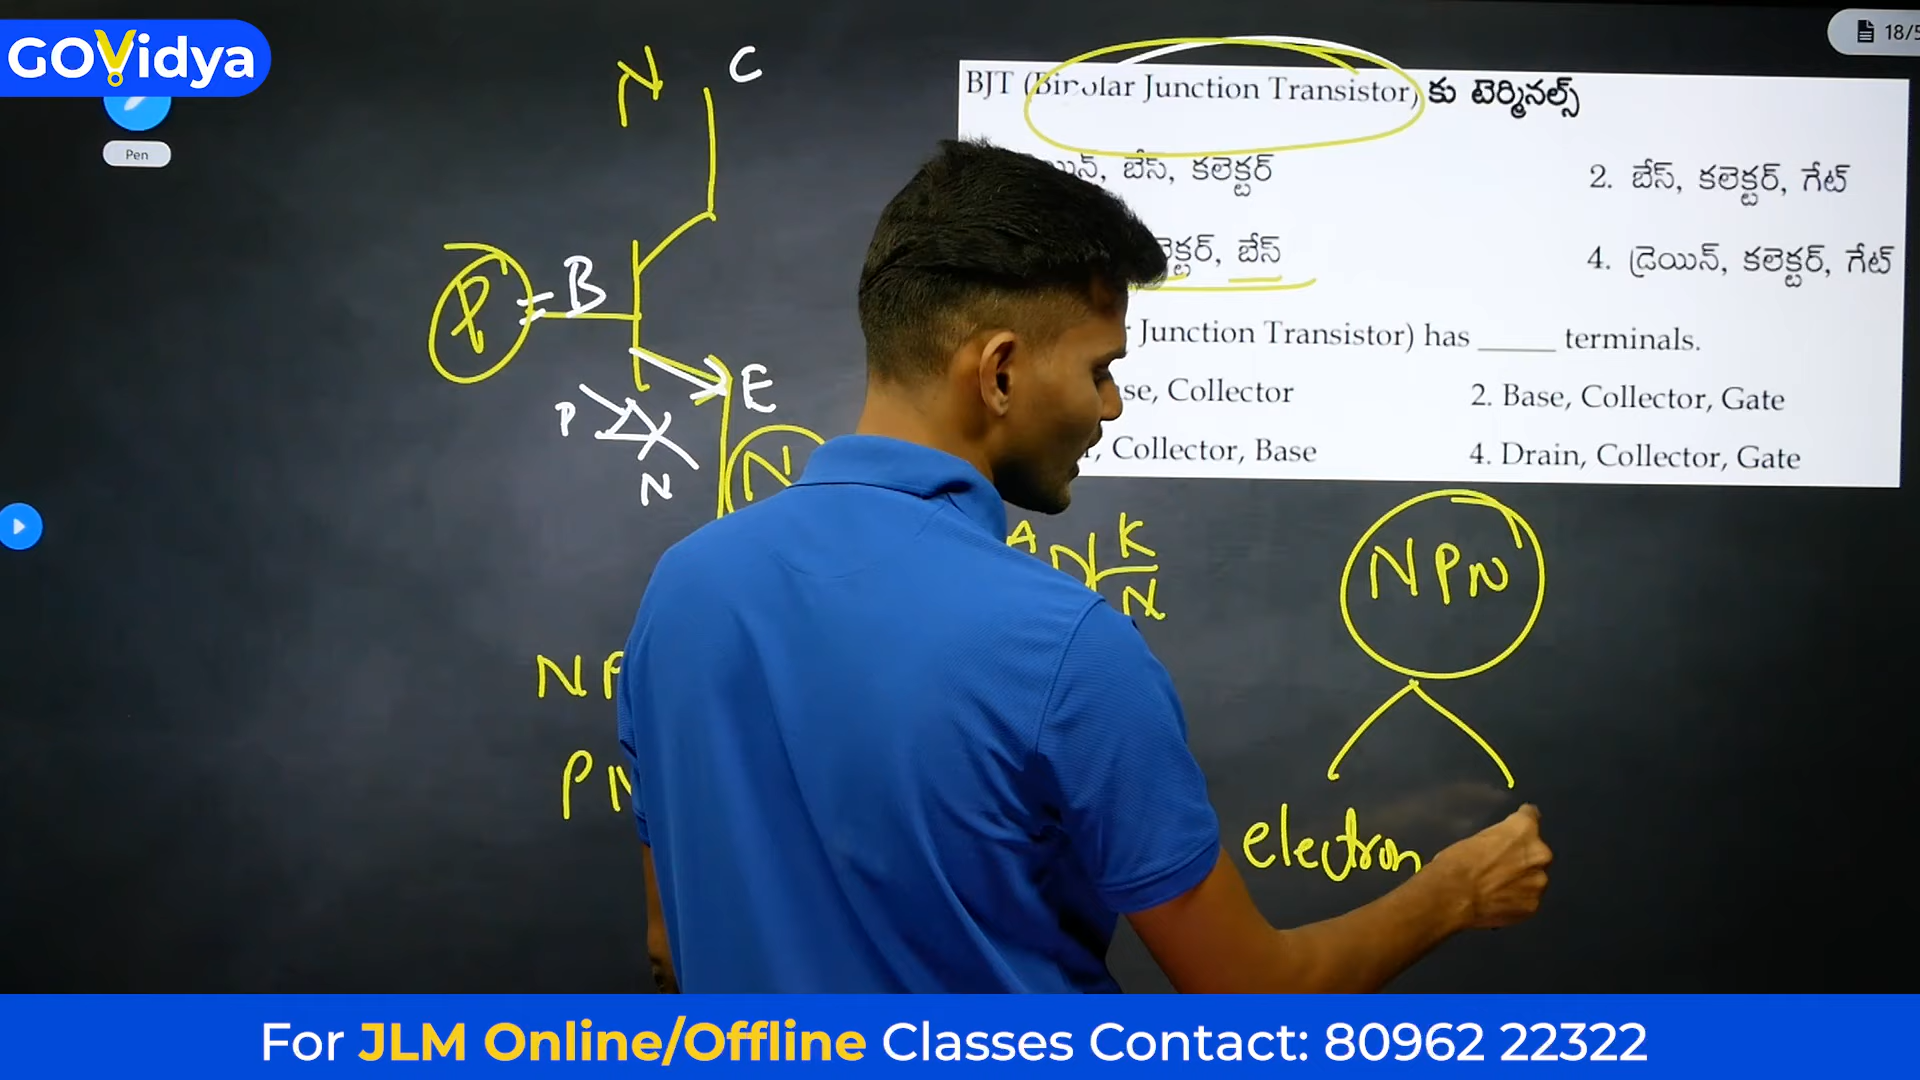 GOVidya
Pen
18/5
BJT (Bipolar Junction Transistor) కు టెర్మినల్స్
బేస్, కలెక్టర్
2. బేస్, కలెక్టర్, గేట్
బేస్
4. డ్రెయిన్, కలెక్టర్, గేట్
Junction Transistor) has _____ terminals.
Collector
2. Base, Collector, Gate
Collector, Base
4. Drain, Collector, Gate
N C
P = B
E
P
N
N
A K
N
NPN
N P
P N
electron
For JLM Online/Offline Classes Contact: 80962 22322